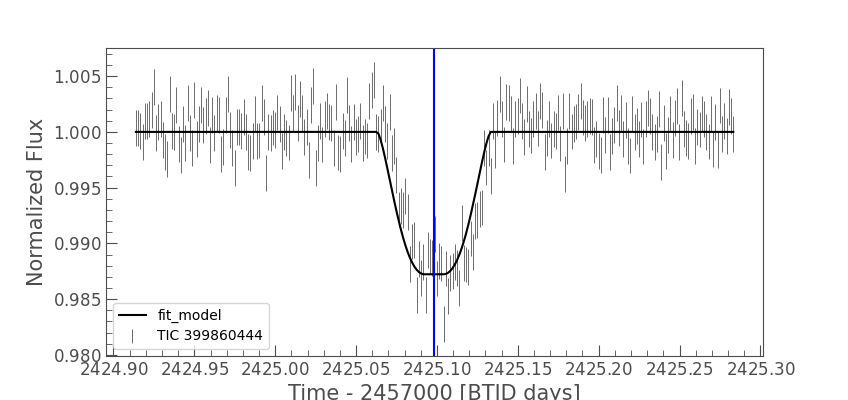 Normalized Flux
1.005
1.000
0.995
0.990
0.985
0.980
fit_model
TIC 399860444
2424.90 2424.95 2425.00 2425.05 2425.10 2425.15 2425.20 2425.25 2425.30
Time - 2457000 [BTJD days]